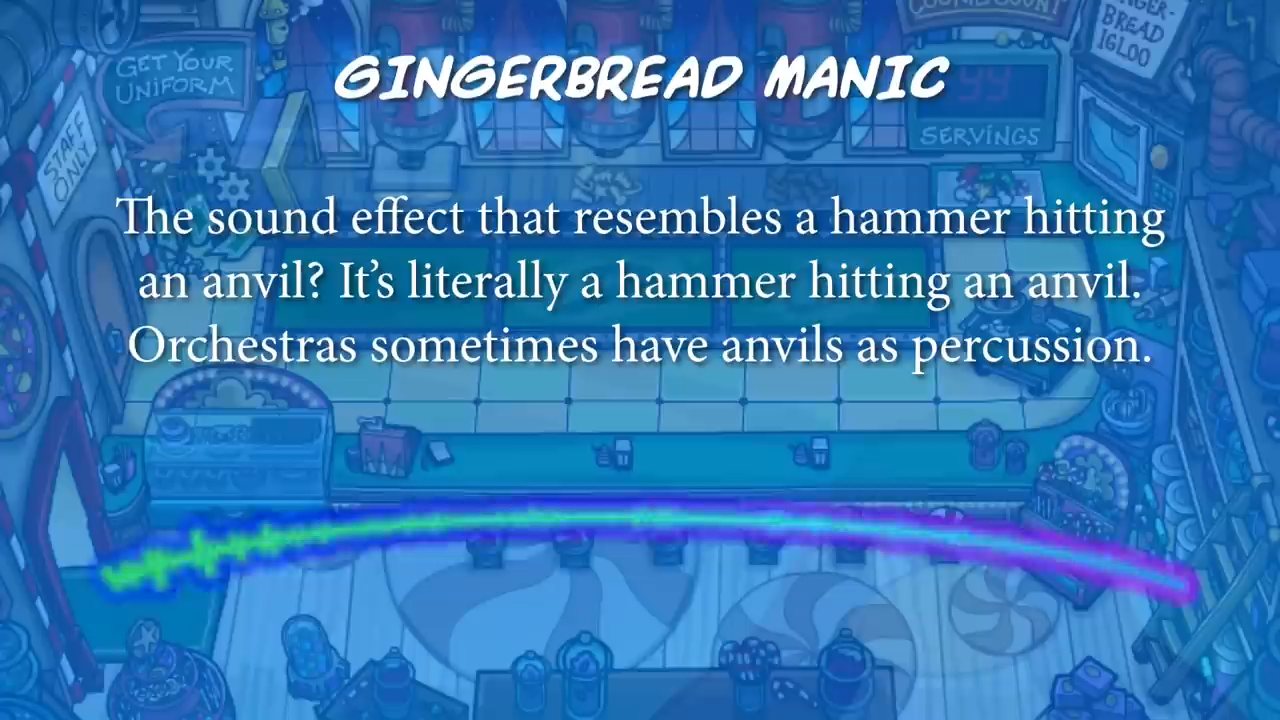 GET YOUR
UNIFORM
STAFF
ONLY
GINGERBREAD MANIC
99
SERVINGS
BREAD
IGLOO
The sound effect that resembles a hammer hitting
an anvil? It’s literally a hammer hitting an anvil.
Orchestras sometimes have anvils as percussion.